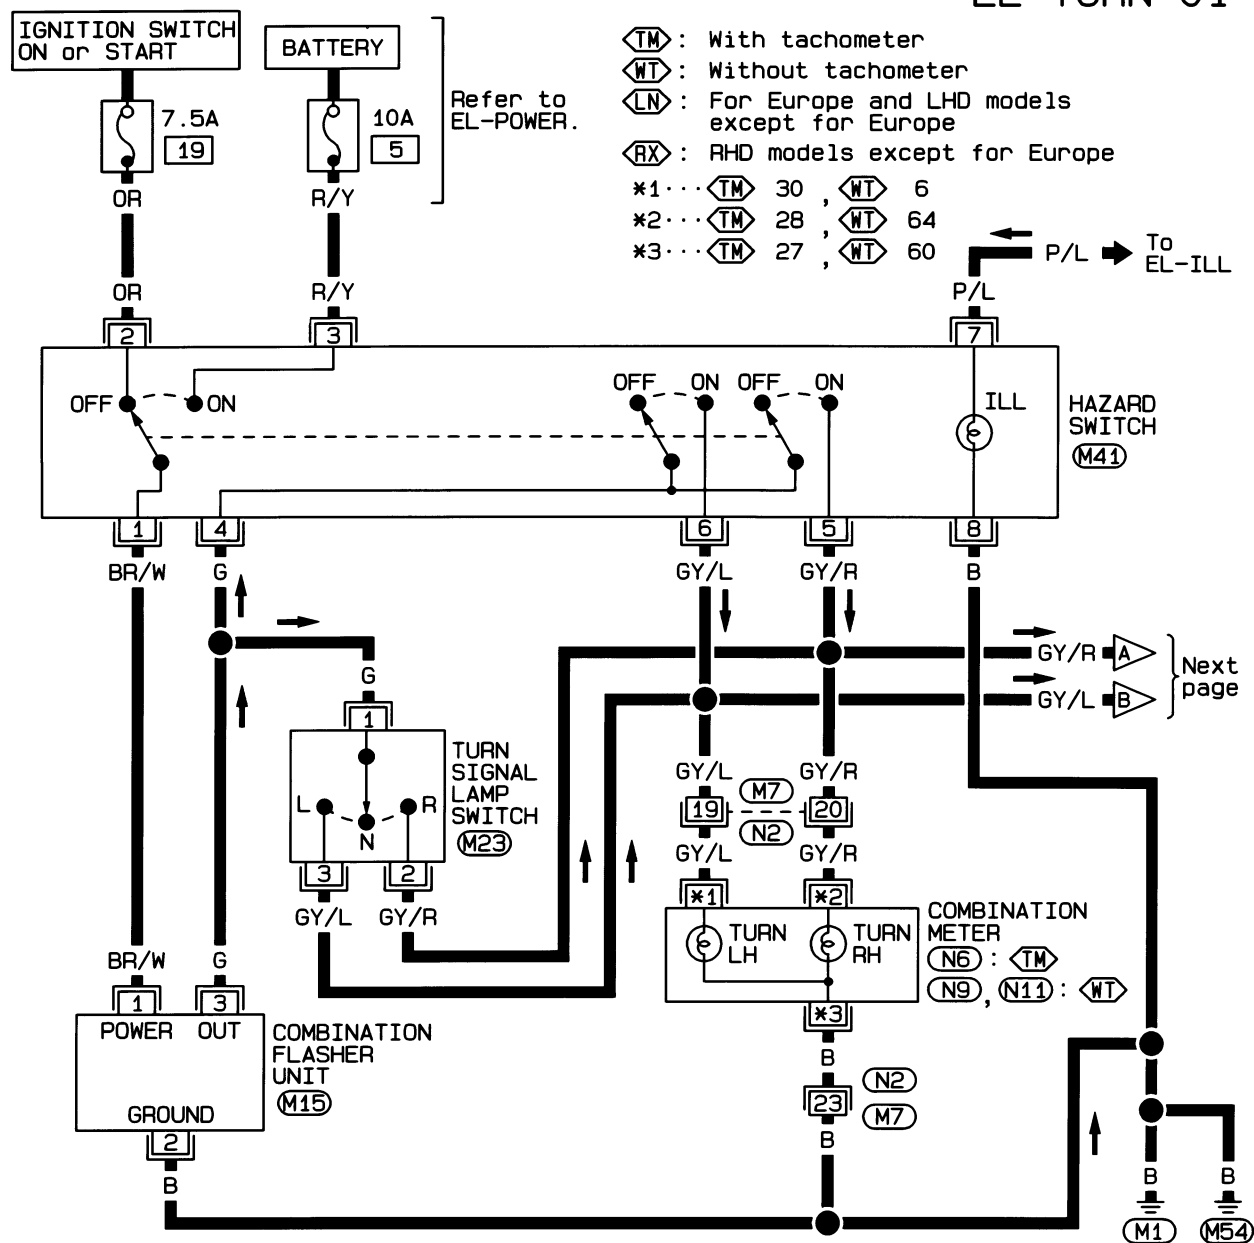 IGNITION SWITCH
ON or START
BATTERY
7.5A
19
10A
5
Refer to
EL-POWER.
TM : With tachometer
WT : Without tachometer
LN : For Europe and LHD models
except for Europe
RX : RHD models except for Europe
*1··· TM 30 , WT 6
*2··· TM 28 , WT 64
*3··· TM 27 , WT 60
OR
R/Y
P/L
To
EL-ILL
OR
R/Y
P/L
2
3
7
OFF
ON
OFF
ON
OFF
ON
ILL
HAZARD
SWITCH
M41
1
4
6
5
8
BR/W
G
GY/L
GY/R
B
G
GY/R
A
GY/L
B
Next
page
1
TURN
SIGNAL
LAMP
SWITCH
M23
L
N
R
3
2
GY/L
GY/R
GY/L
GY/R
M7
19
20
N2
GY/L
GY/R
*1
*2
TURN
LH
TURN
RH
COMBINATION
METER
N6 : TM
N9 , N11 : WT
*3
BR/W
G
1
3
POWER
OUT
GROUND
COMBINATION
FLASHER
UNIT
M15
2
B
B
N2
23
M7
B
B
B
M1
M54